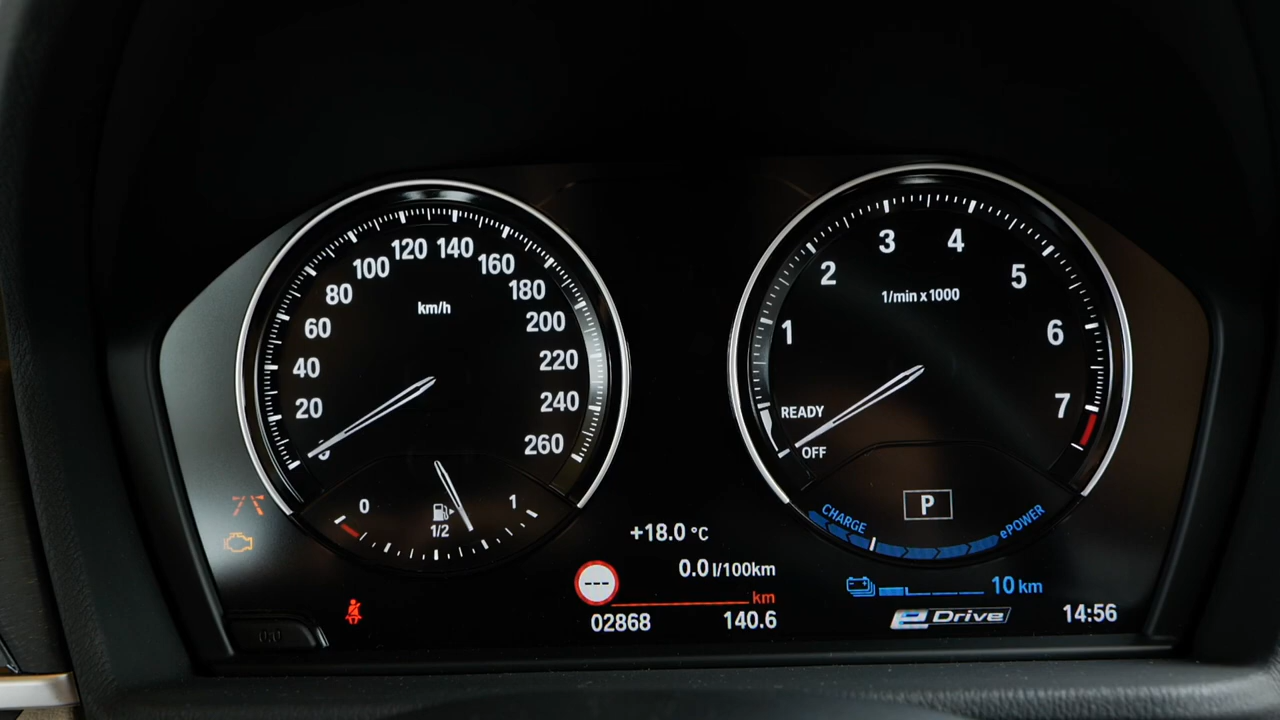 20
40
60
80
100
120
140
160
180
200
220
240
260
km/h
0
1/2
1
1
2
3
4
5
6
7
1/min x 1000
READY
OFF
P
CHARGE
ePOWER
+18.0 °C
0.0 l/100km
---
km
02868
140.6
10 km
eDrive
14:56
0.0